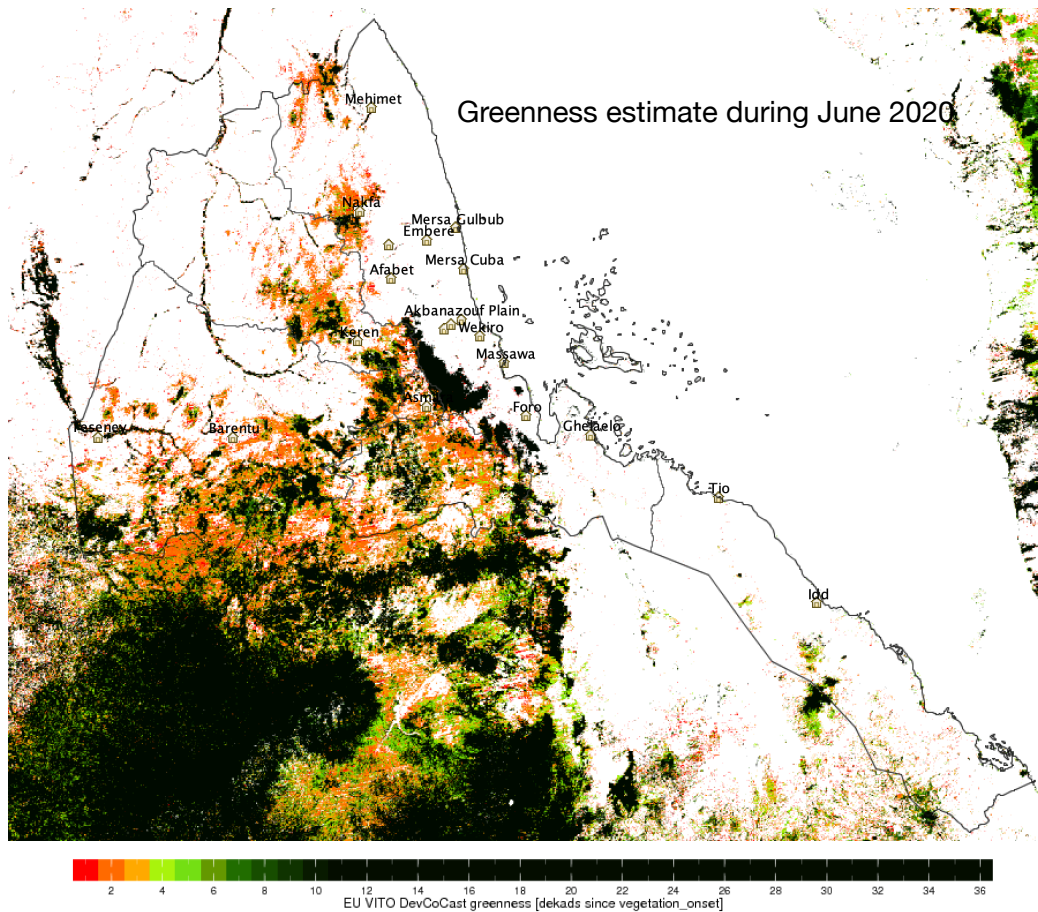 Mehimet
Greenness estimate during June 2020
Nakfa
Mersa Gulbub
Embere
Mersa Cuba
Afabet
Akbanazouf Plain
Wekiro
Keren
Massawa
Asm
Foro
Ghelaelo
Teseney
Barentu
Tio
Idd
2 4 6 8 10 12 14 16 18 20 22 24 26 28 30 32 34 36
EU VITO DevCoCast greenness [dekads since vegetation_onset]